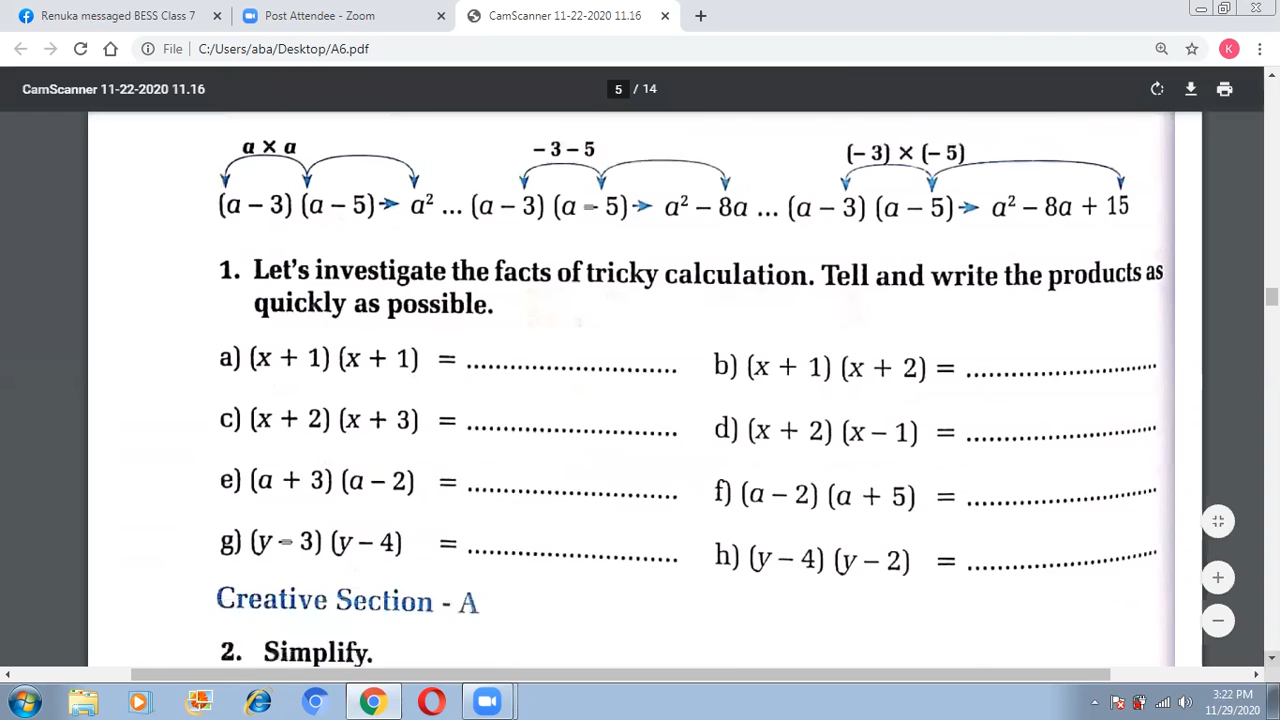 Renuka messaged BESS Class 7
Post Attendee - Zoom
CamScanner 11-22-2020 11.16
File C:/Users/aba/Desktop/A6.pdf
K
CamScanner 11-22-2020 11.16
5 / 14
a × a
– 3 – 5
(– 3) × (– 5)
(a – 3) (a – 5) ➤ a² ... (a – 3) (a – 5) ➤ a² – 8a ... (a – 3) (a – 5) ➤ a² – 8a + 15
1. Let's investigate the facts of tricky calculation. Tell and write the products as
quickly as possible.
a) (x + 1) (x + 1) = .............................
b) (x + 1) (x + 2) = .............................
c) (x + 2) (x + 3) = .............................
d) (x + 2) (x – 1) = .............................
e) (a + 3) (a – 2) = .............................
f) (a – 2) (a + 5) = .............................
g) (y – 3) (y – 4) = .............................
h) (y – 4) (y – 2) = .............................
Creative Section - A
2. Simplify.
3:22 PM
11/29/2020